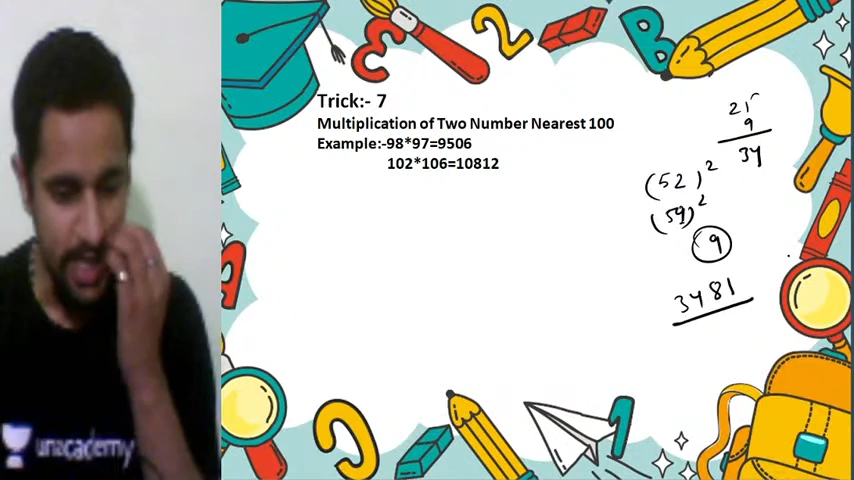 Trick:- 7
Multiplication of Two Number Nearest 100
Example:-98*97=9506
102*106=10812
25
9
34
(52)²
(59)²
9
3481
unacademy